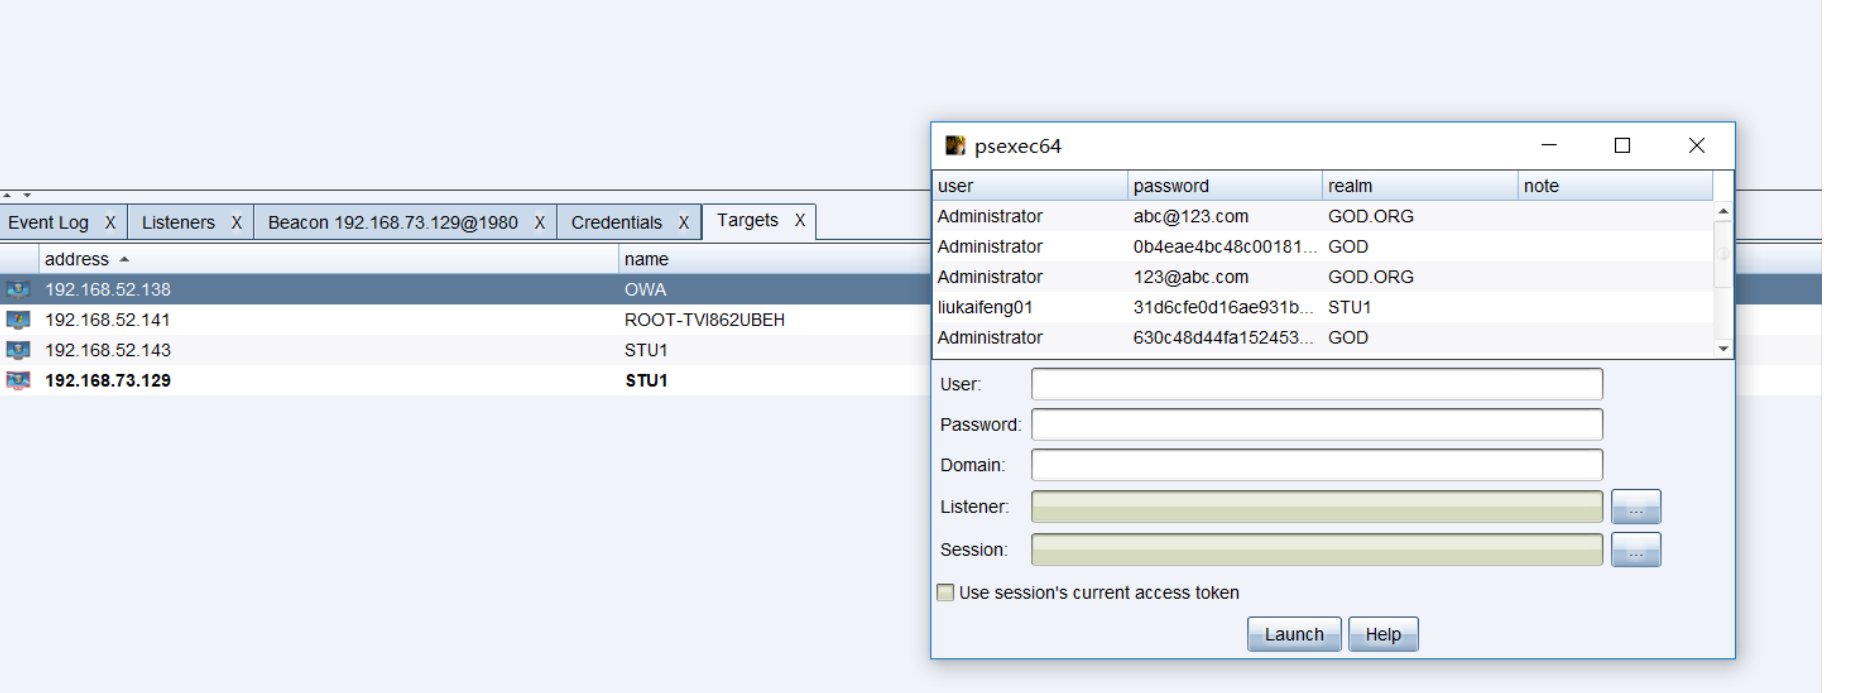 psexec64
user password realm note
Administrator abc@123.com GOD.ORG
Administrator 0b4eae4bc48c00181... GOD
Administrator 123@abc.com GOD.ORG
liukaifeng01 31d6cfe0d16ae931b... STU1
Administrator 630c48d44fa152453... GOD
User:
Password:
Domain:
Listener: ...
Session: ...
Use session's current access token
Launch Help
Event Log X Listeners X Beacon 192.168.73.129@1980 X Credentials X Targets X
address name
192.168.52.138 OWA
192.168.52.141 ROOT-TVI862UBEH
192.168.52.143 STU1
192.168.73.129 STU1